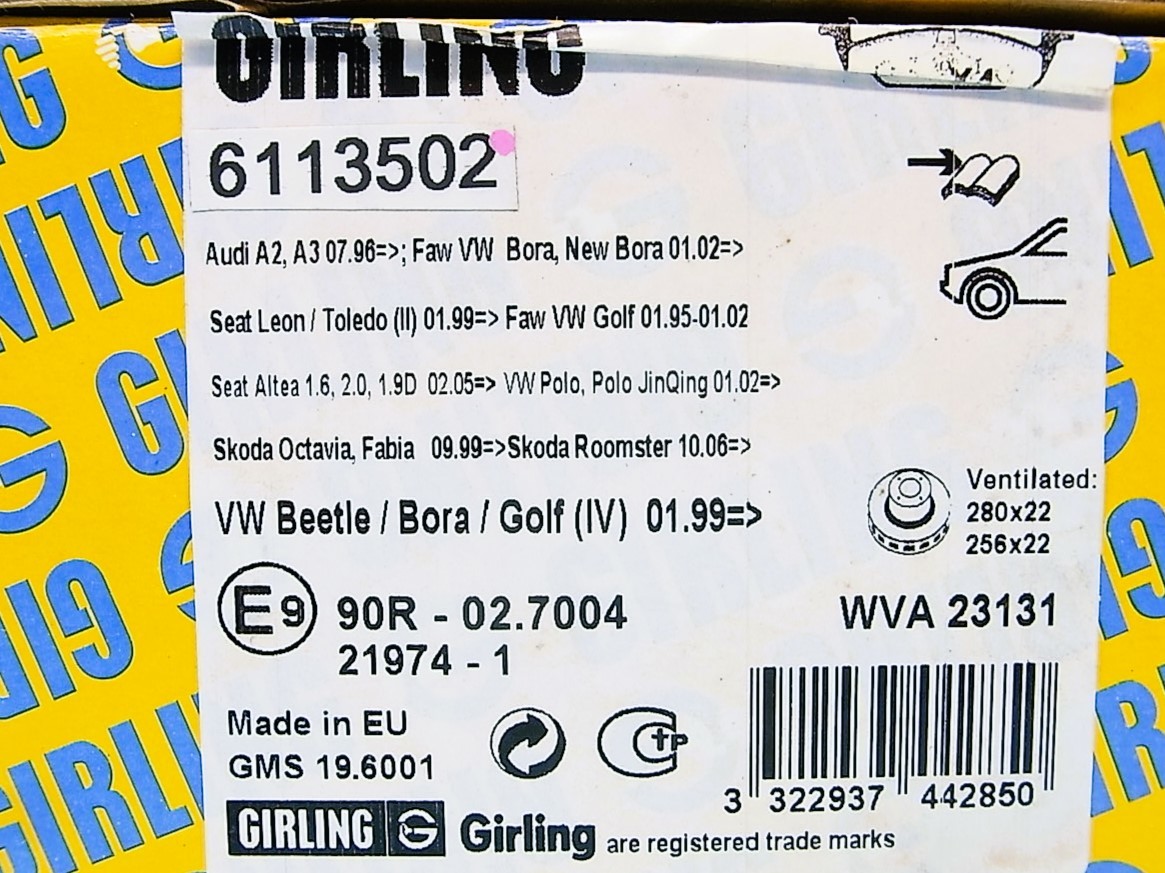 GIRLING
6113502
Audi A2, A3 07.96=>; Faw VW Bora, New Bora 01.02=>
Seat Leon / Toledo (II) 01.99=> Faw VW Golf 01.95-01.02
Seat Altea 1.6, 2.0, 1.9D 02.05=> VW Polo, Polo JinQing 01.02=>
Skoda Octavia, Fabia 09.99=>Skoda Roomster 10.06=>
VW Beetle / Bora / Golf (IV) 01.99=>
Ventilated:
280x22
256x22
E9 90R - 02.7004
21974 - 1
WVA 23131
Made in EU
GMS 19.6001
CTP
3 322937 442850
GIRLING G Girling are registered trade marks